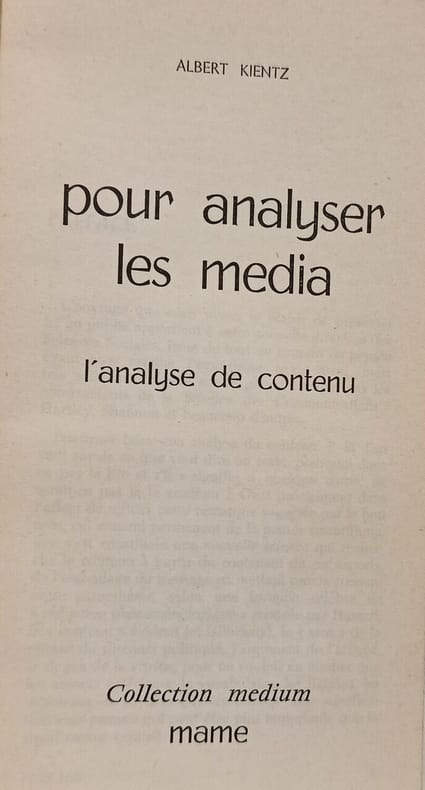 ALBERT KIENTZ
pour analyser
les media
l'analyse de contenu
Collection medium
mame